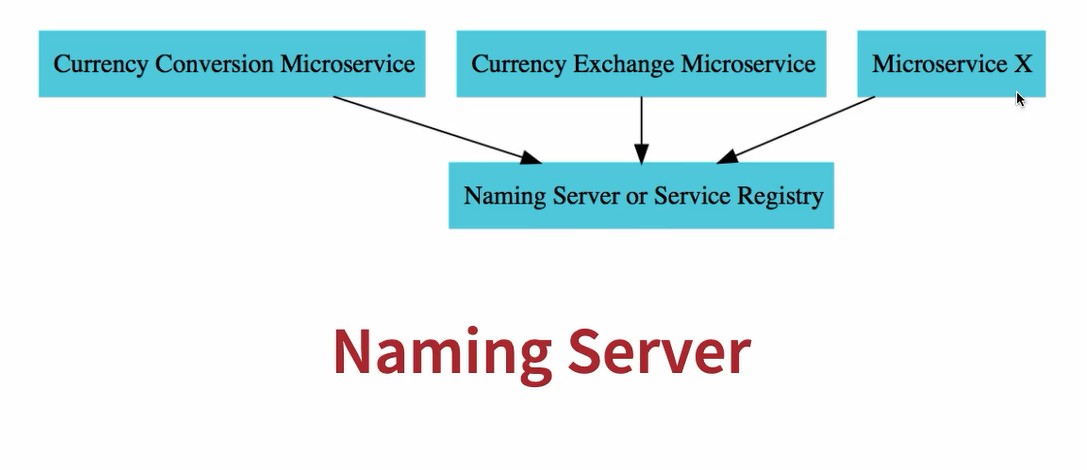 Currency Conversion Microservice
Currency Exchange Microservice
Microservice X
Naming Server or Service Registry
Naming Server